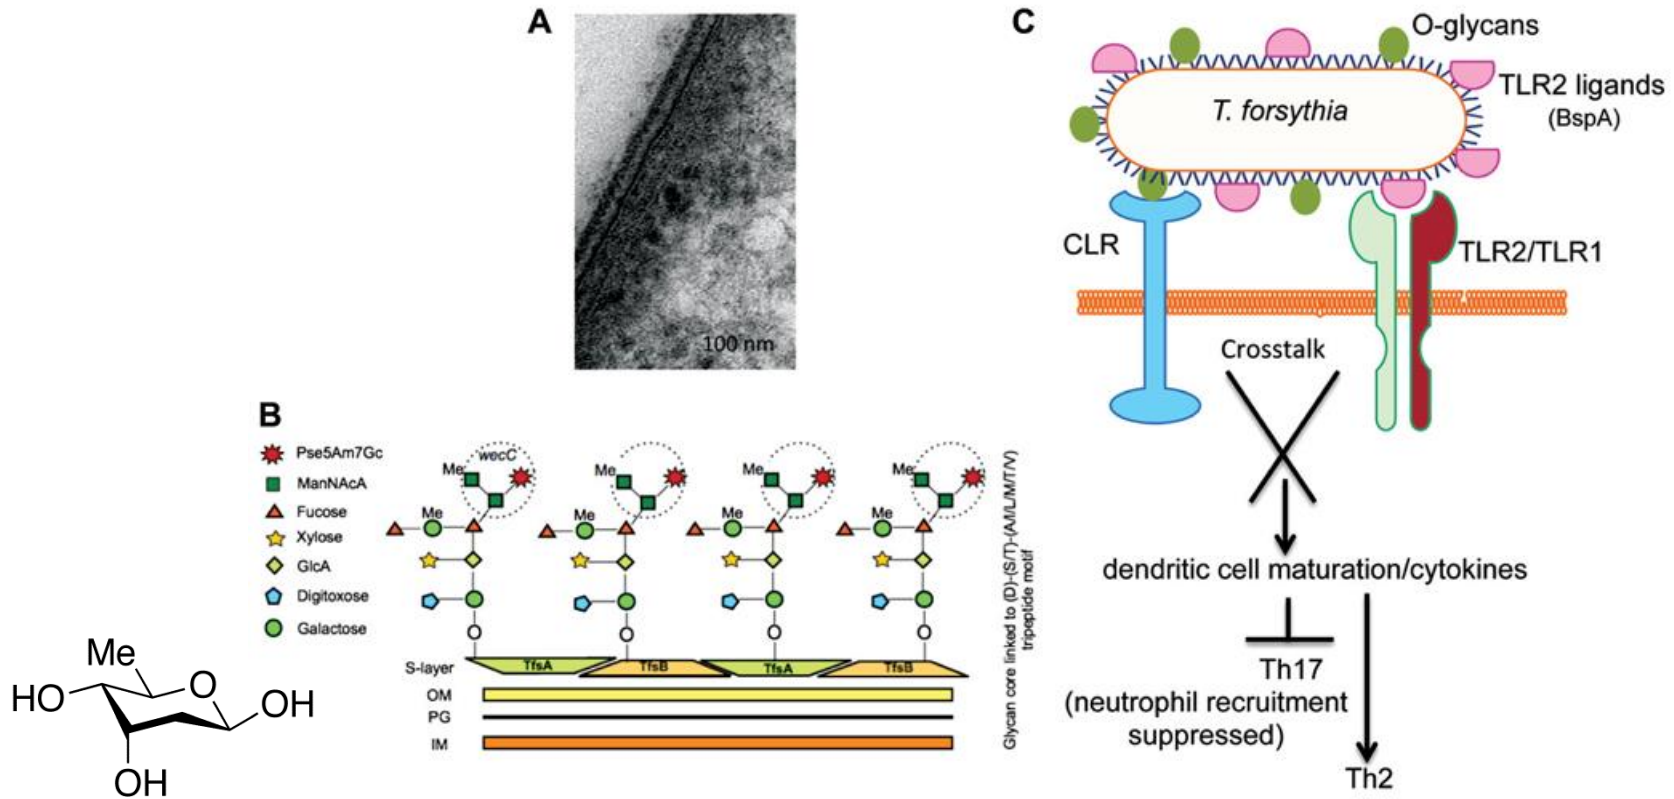 A
100 nm
B
Pse5Am7Gc
ManNAcA
Fucose
Xylose
GlcA
Digitoxose
Galactose
wecC
Me
Me
Me
Me
Me
Me
Me
Me
O
O
O
O
S-layer
TfsA
TfsB
TfsA
TfsB
OM
PG
IM
Glycan core linked to (D)-(S/T)-(A/I/L/M/T/V)
tripeptide motif
C
O-glycans
TLR2 ligands
(BspA)
T. forsythia
CLR
TLR2/TLR1
Crosstalk
dendritic cell maturation/cytokines
Th17
(neutrophil recruitment
suppressed)
Th2
Me
HO
O
OH
OH